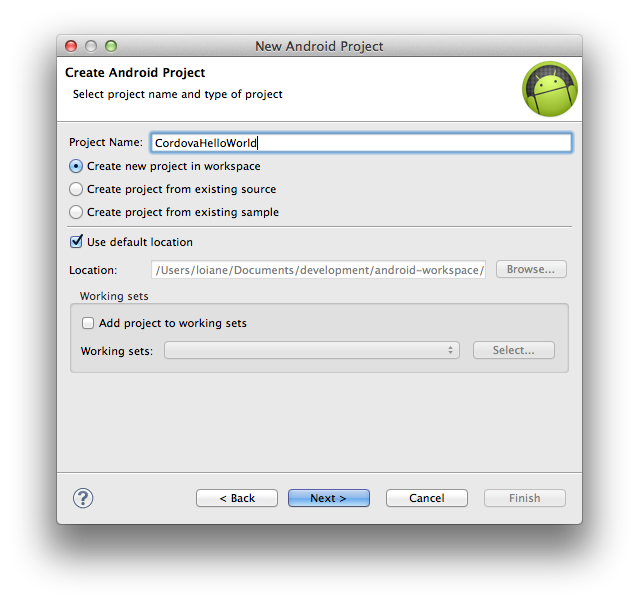 New Android Project
Create Android Project
Select project name and type of project
Project Name: CordovaHelloWorld
Create new project in workspace
Create project from existing source
Create project from existing sample
Use default location
Location: /Users/loiane/Documents/development/android-workspace/ Browse...
Working sets
Add project to working sets
Working sets: Select...
? < Back Next > Cancel Finish